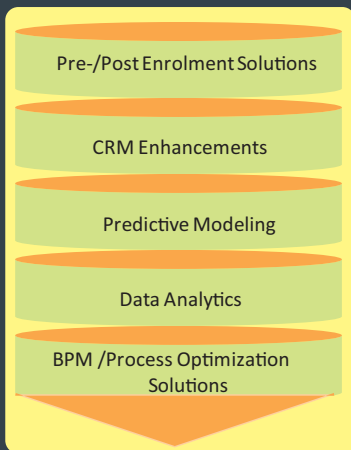 Pre-/Post Enrolment Solutions
CRM Enhancements
Predictive Modeling
Data Analytics
BPM /Process Optimization
Solutions